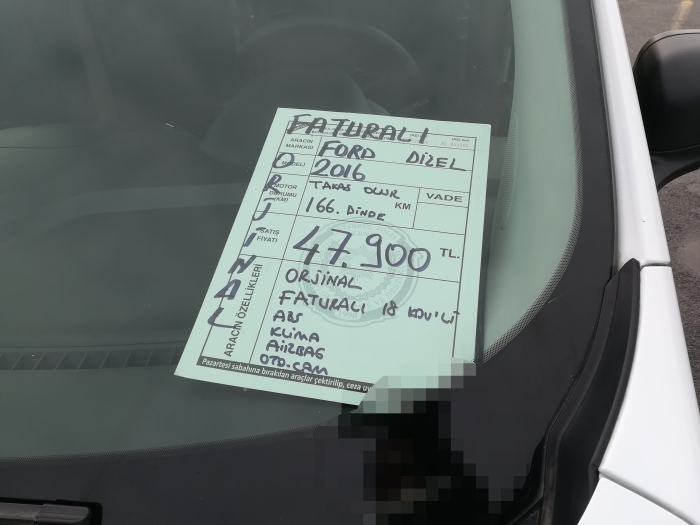 FATURALI
ARACIN MARKASI FORD DİZEL
MODELİ 2016
MOTOR DURUMU (KM) TAKAS OLUR
166. BİNDE KM VADE
SATIŞ FİYATI 47.900 TL.
ORJİNAL
ARACIN ÖZELLİKLERİ
ORJİNAL
FATURALI 18 KDV'Lİ
ABS
KLİMA
AİRBAG
OTO-CAM
Pazartesi sabahına bırakılan araçlar çektirilip, ceza